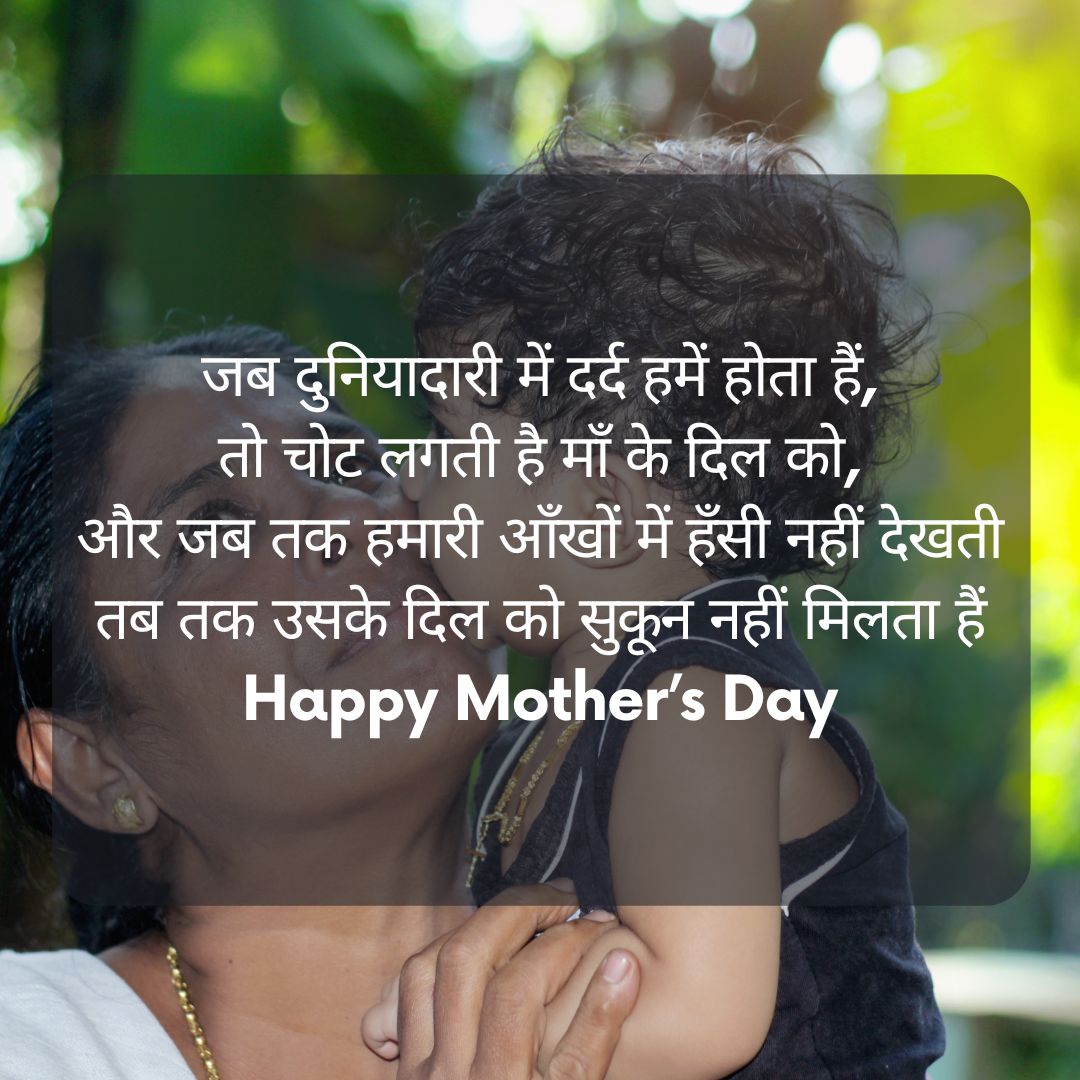 जब दुनियादारी में दर्द हमें होता हैं,
तो चोट लगती है माँ के दिल को,
और जब तक हमारी आँखों में हँसी नहीं देखती
तब तक उसके दिल को सुकून नहीं मिलता हैं
Happy Mother's Day